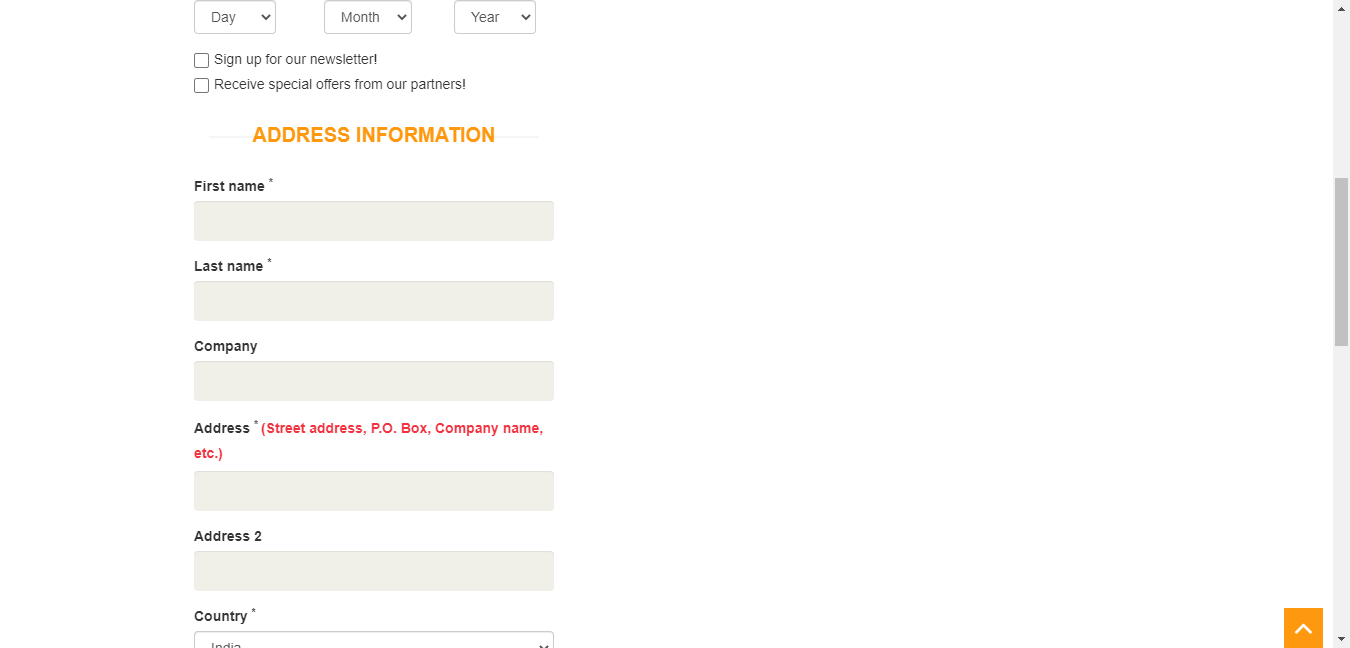 Day Month Year
Sign up for our newsletter!
Receive special offers from our partners!
ADDRESS INFORMATION
First name *
Last name *
Company
Address * (Street address, P.O. Box, Company name,
etc.)
Address 2
Country *
India